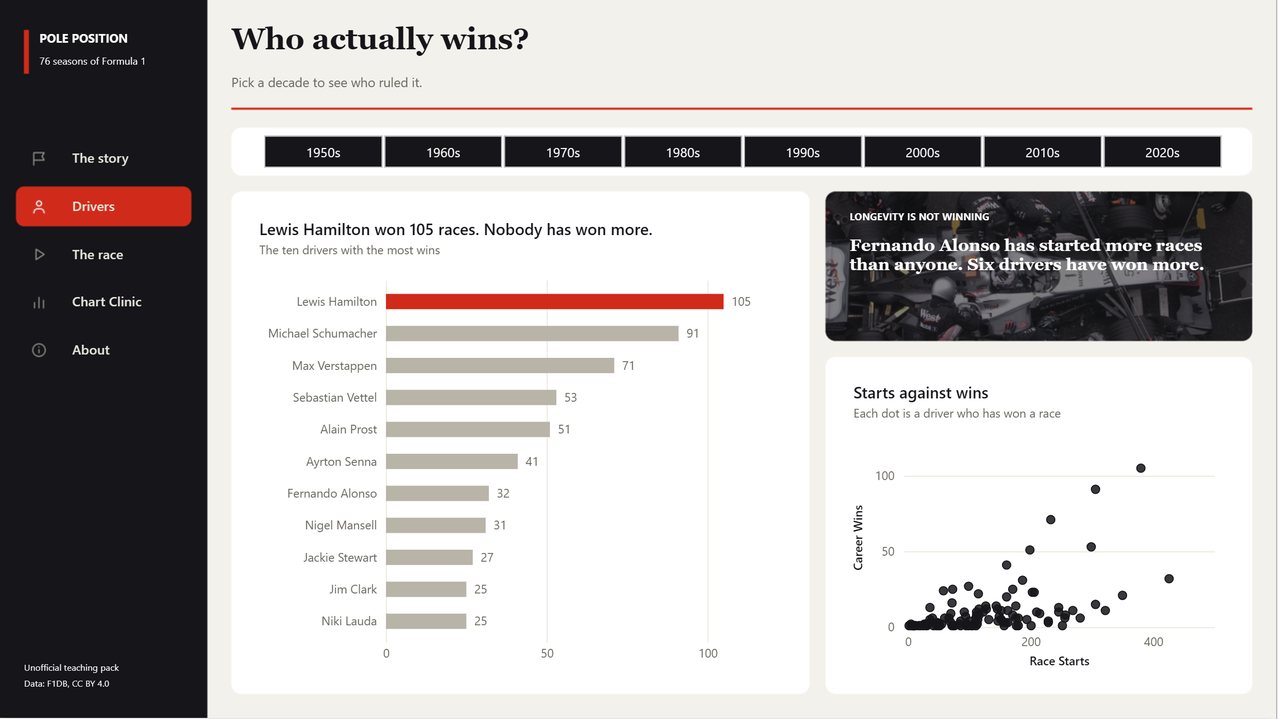 POLE POSITION
76 seasons of Formula 1
The story
Drivers
The race
Chart Clinic
About
Unofficial teaching pack
Data: F1DB, CC BY 4.0
Who actually wins?
Pick a decade to see who ruled it.
1950s
1960s
1970s
1980s
1990s
2000s
2010s
2020s
Lewis Hamilton won 105 races. Nobody has won more.
The ten drivers with the most wins
Lewis Hamilton 105
Michael Schumacher 91
Max Verstappen 71
Sebastian Vettel 53
Alain Prost 51
Ayrton Senna 41
Fernando Alonso 32
Nigel Mansell 31
Jackie Stewart 27
Jim Clark 25
Niki Lauda 25
0 50 100
LONGEVITY IS NOT WINNING
Fernando Alonso has started more races
than anyone. Six drivers have won more.
West
West
Starts against wins
Each dot is a driver who has won a race
Career Wins
100
50
0
0 200 400
Race Starts